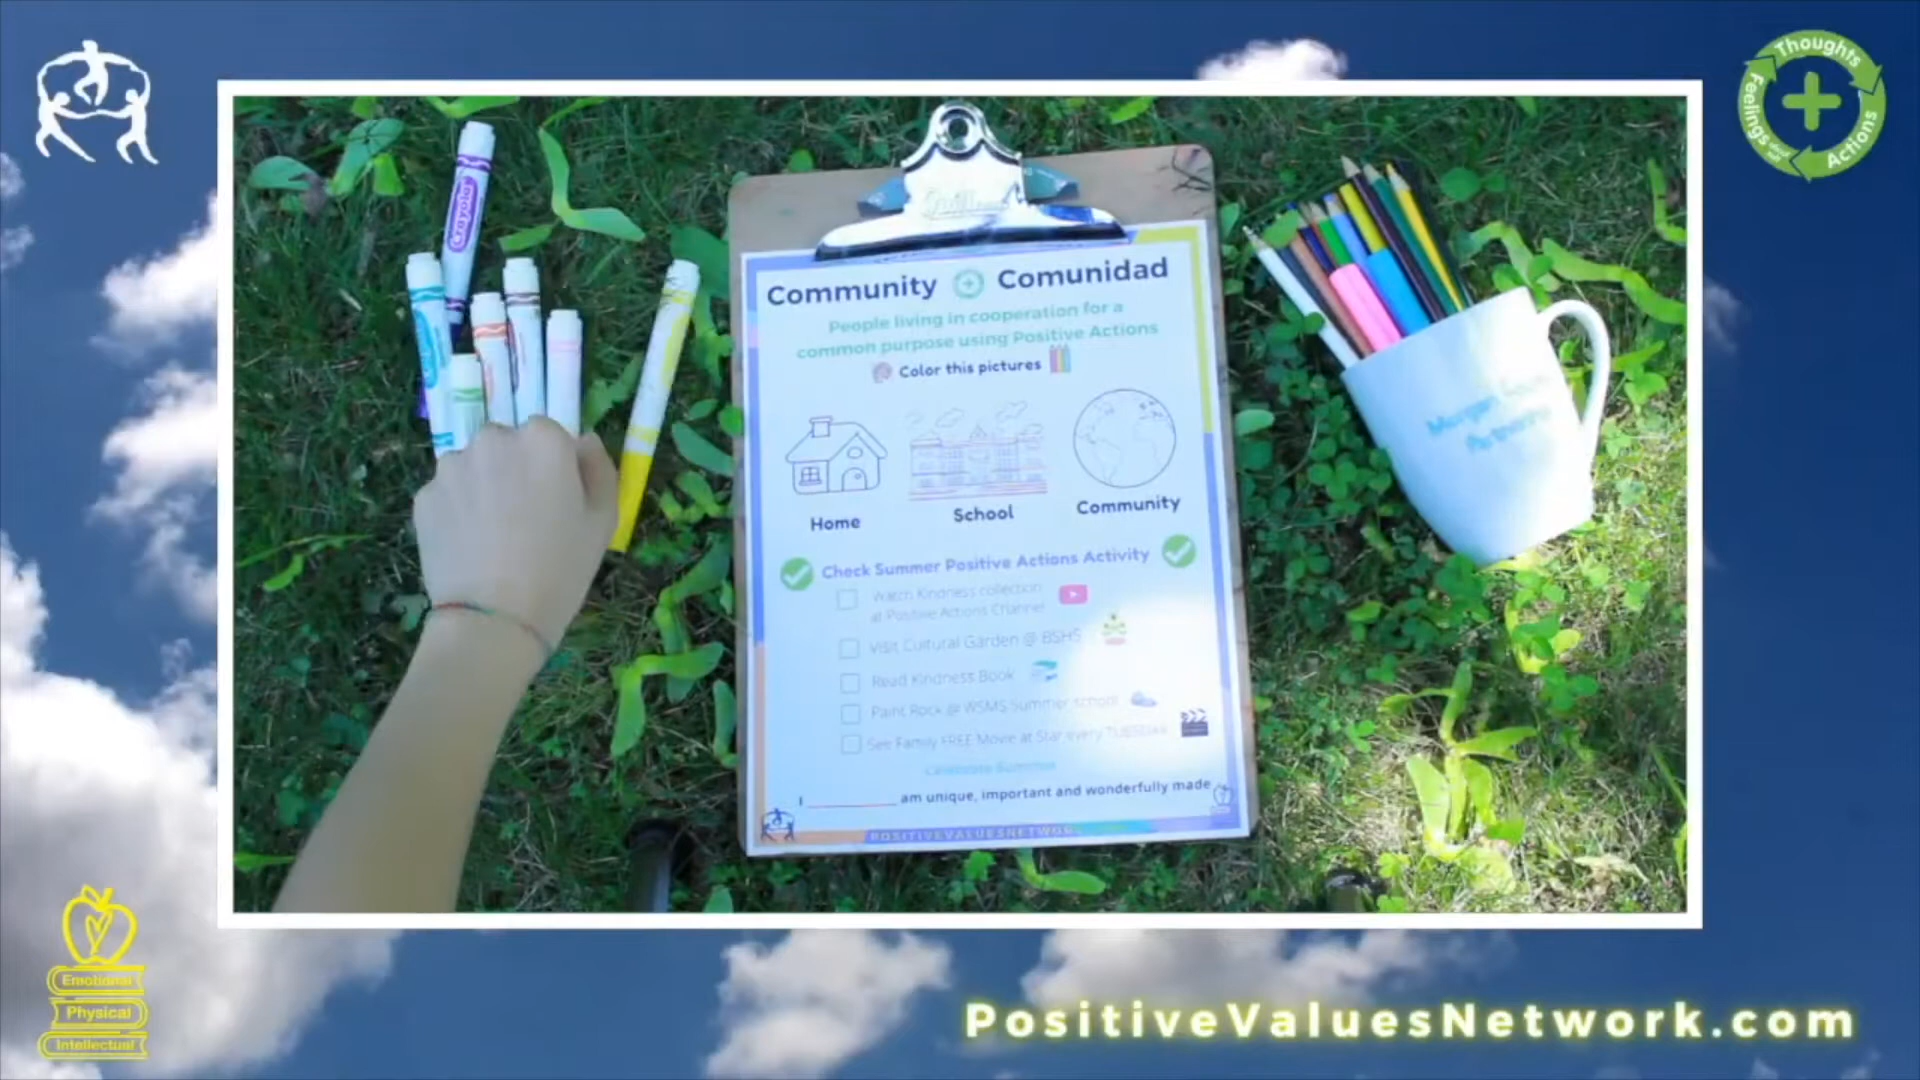 Thoughts
Actions
Feelings
Crayola
Community Comunidad
People living in cooperation for a
common purpose using Positive Actions
Color this pictures
Home
School
Community
Check Summer Positive Actions Activity
Watch Kindness collection
at Positive Actions Channel
Visit Cultural Garden @ BSHS
Read Kindness Book
Paint Rock @ WSMS Summer school
See Family FREE Movie at Star every TUESDAY
Celebrate Summer
I __________ am unique, important and wonderfully made
POSITIVEVALUESNETWORK
Emotional
Physical
Intellectual
PositiveValuesNetwork.com